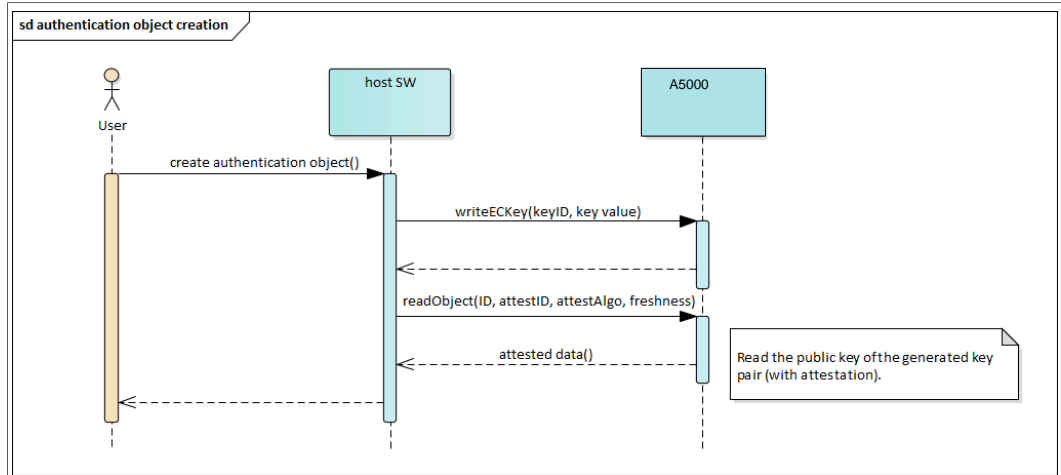 sd authentication object creation
host SW
A5000
User
create authentication object()
writeECKey(keyID, key value)
readObject(ID, attestID, attestAlgo, freshness)
attested data()
Read the public key of the generated key
pair (with attestation).